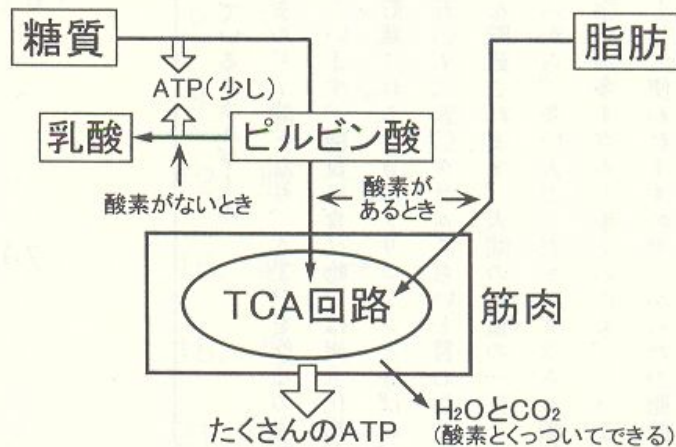 糖質
脂肪
ATP(少し)
乳酸
ピルビン酸
酸素がないとき
酸素が
あるとき
TCA回路
筋肉
たくさんのATP
H₂OとCO₂
(酸素とくっついてできる)